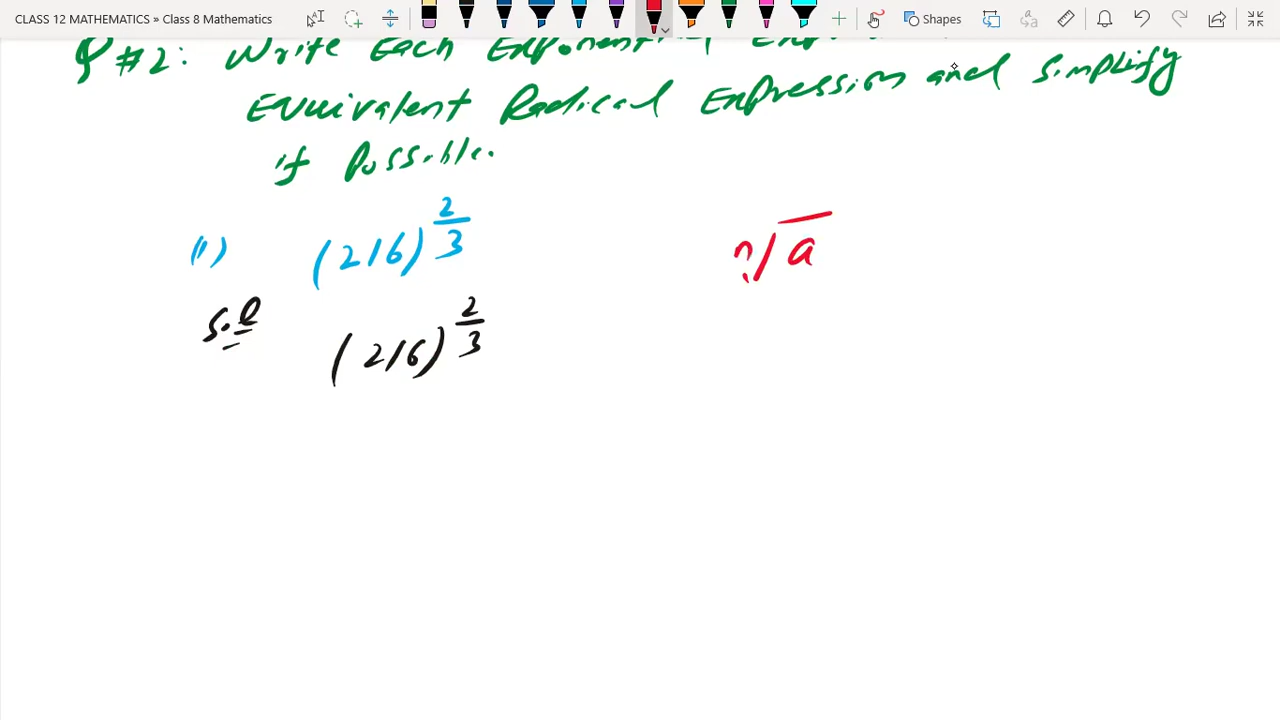 CLASS 12 MATHEMATICS » Class 8 Mathematics
Shapes
Q #2: Write Each Exponential
Equivalent Radical Expression and simplify
if Possible.
(i) (216)^{2/3}
Sol
(216)^{2/3}
ⁿ√a